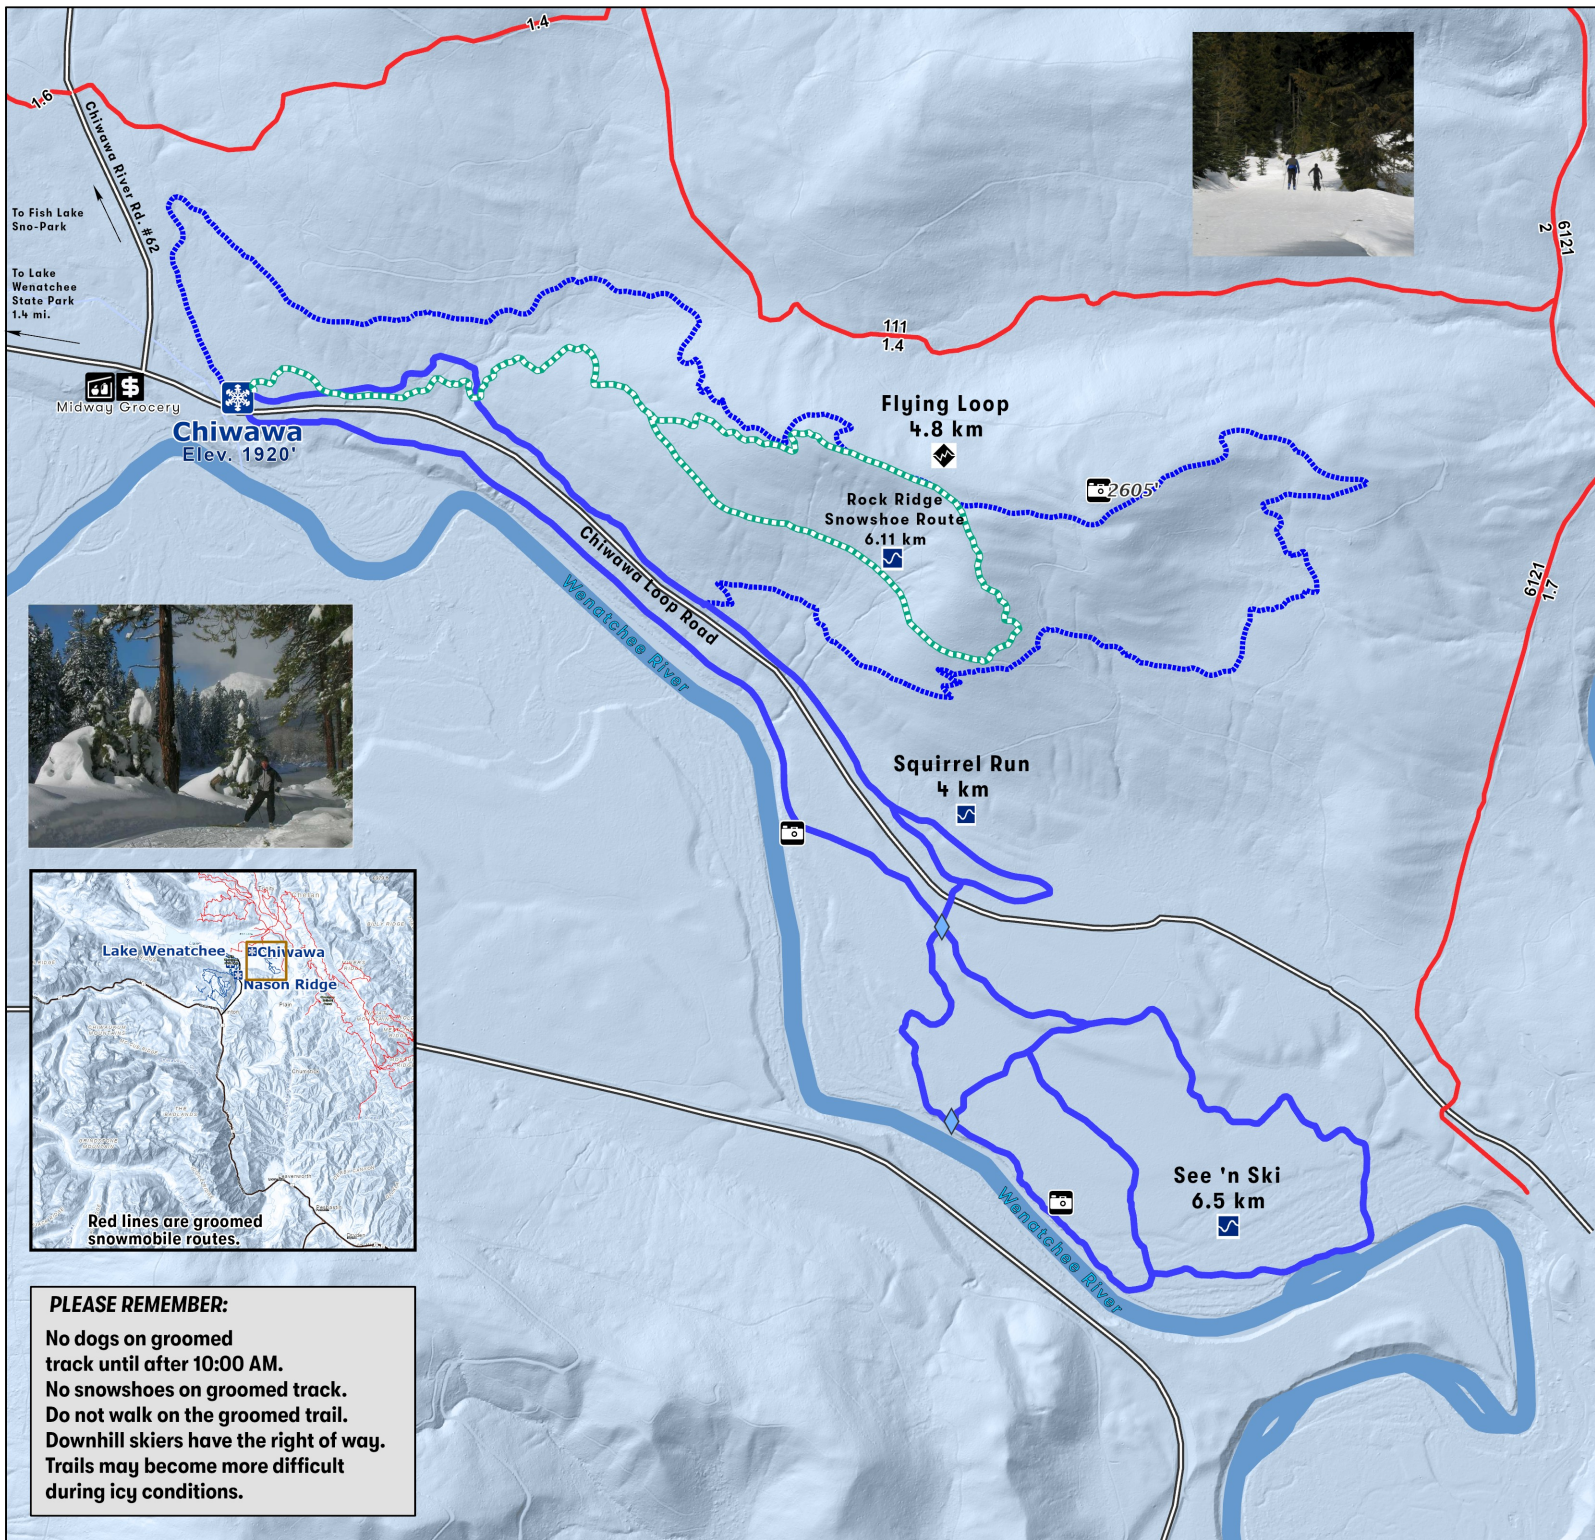 1.4
1.6
Chiwawa River Rd. #62
To Fish Lake
Sno-Park
To Lake
Wenatchee
State Park
1.4 mi.
6121
2
111
1.4
Midway Grocery
Chiwawa
Elev. 1920'
Flying Loop
4.8 km
2605'
Rock Ridge
Snowshoe Route
6.11 km
Chiwawa Loop Road
Wenatchee River
6121
1.7
Squirrel Run
4 km
Lake Wenatchee
Chiwawa
Nason Ridge
Leavenworth
Red lines are groomed
snowmobile routes.
See 'n Ski
6.5 km
Wenatchee River
PLEASE REMEMBER:
No dogs on groomed
track until after 10:00 AM.
No snowshoes on groomed track.
Do not walk on the groomed trail.
Downhill skiers have the right of way.
Trails may become more difficult
during icy conditions.